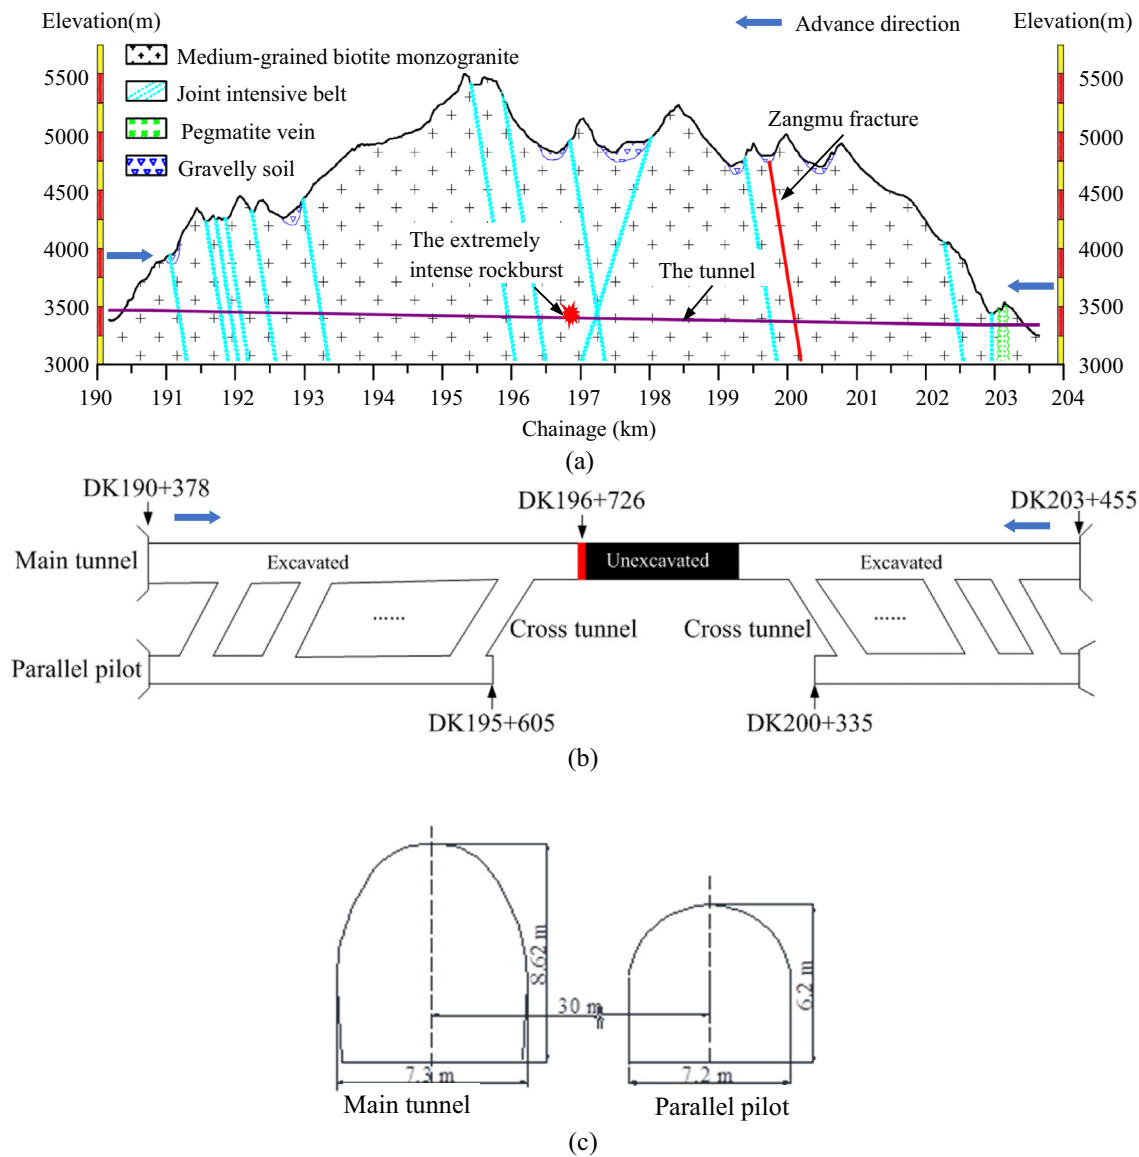 Elevation(m)
Advance direction
Elevation(m)
Medium-grained biotite monzogranite
Joint intensive belt
Pegmatite vein
Gravelly soil
5500
5000
4500
4000
3500
3000
Zangmu fracture
The extremely
intense rockburst
The tunnel
5500
5000
4500
4000
3500
3000
190 191 192 193 194 195 196 197 198 199 200 201 202 203 204
Chainage (km)
(a)
DK190+378
DK196+726
DK203+455
Main tunnel
Excavated
Unexcavated
Excavated
......
Cross tunnel
Cross tunnel
......
Parallel pilot
DK195+605
DK200+335
(b)
8.62 m
6.2 m
30 m
7.3 m
7.2 m
Main tunnel
Parallel pilot
(c)